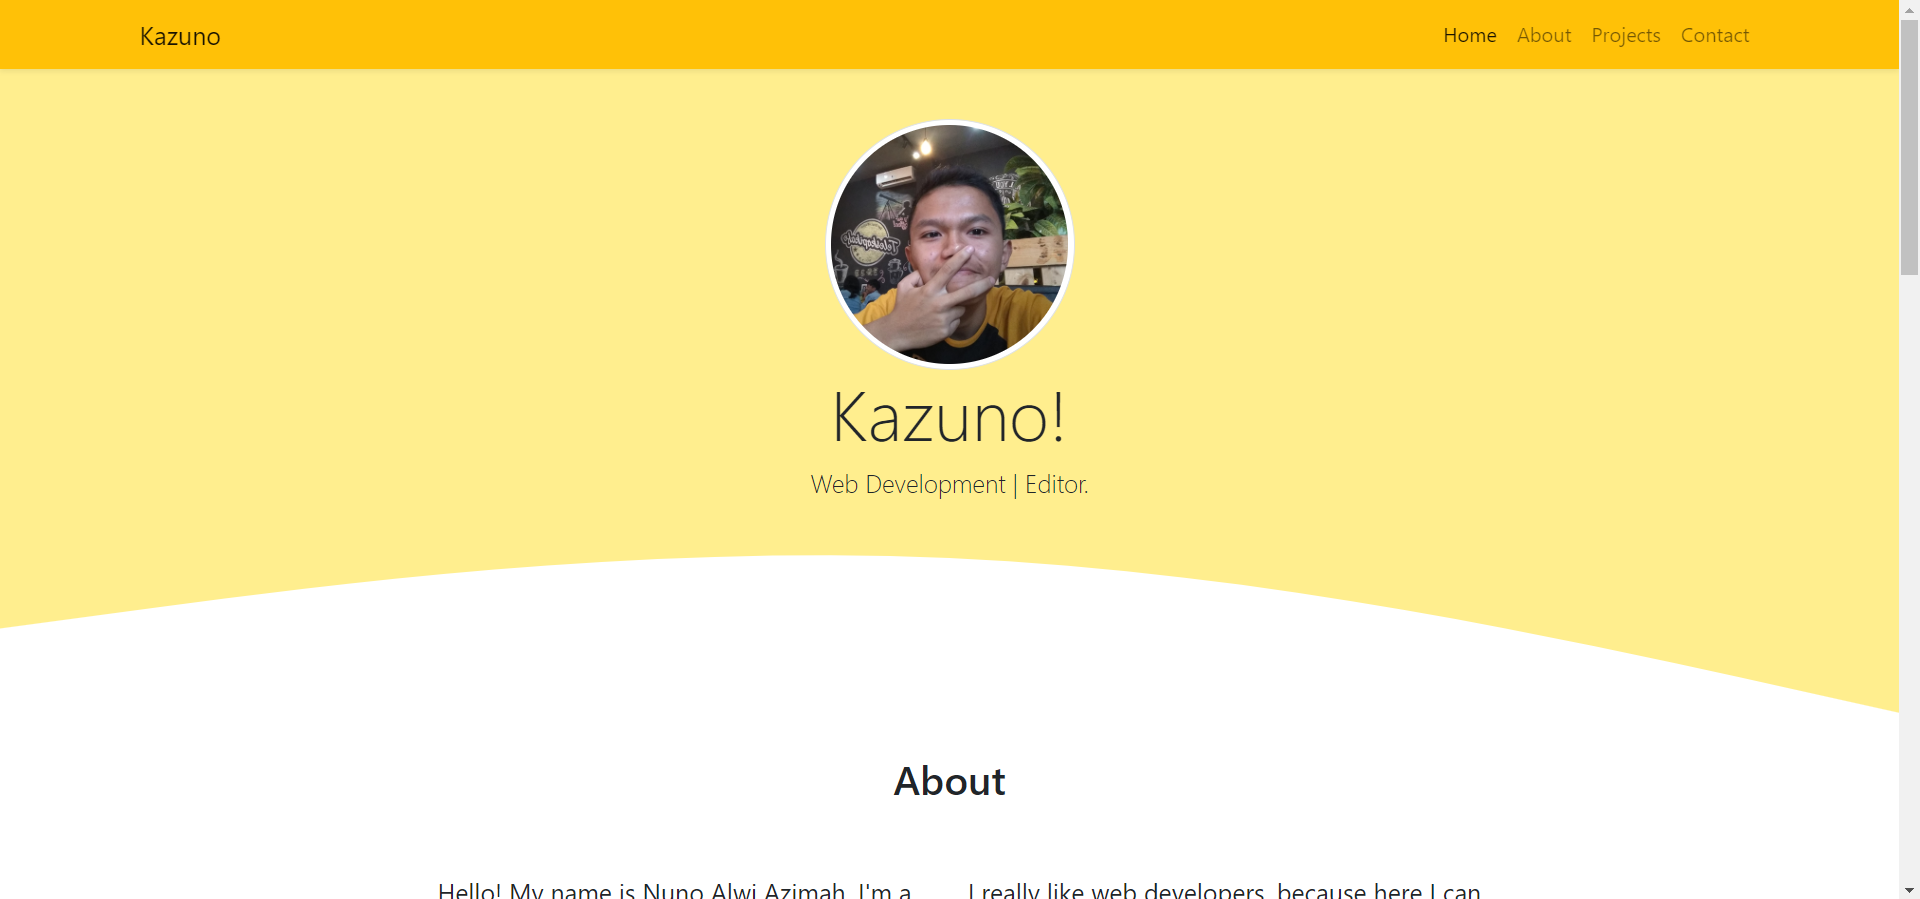 Kazuno
Home About Projects Contact
Kazuno!
Web Development | Editor.
About
Hello! My name is Nuno Alwi Azimah. I'm a
I really like web developers, because here I can